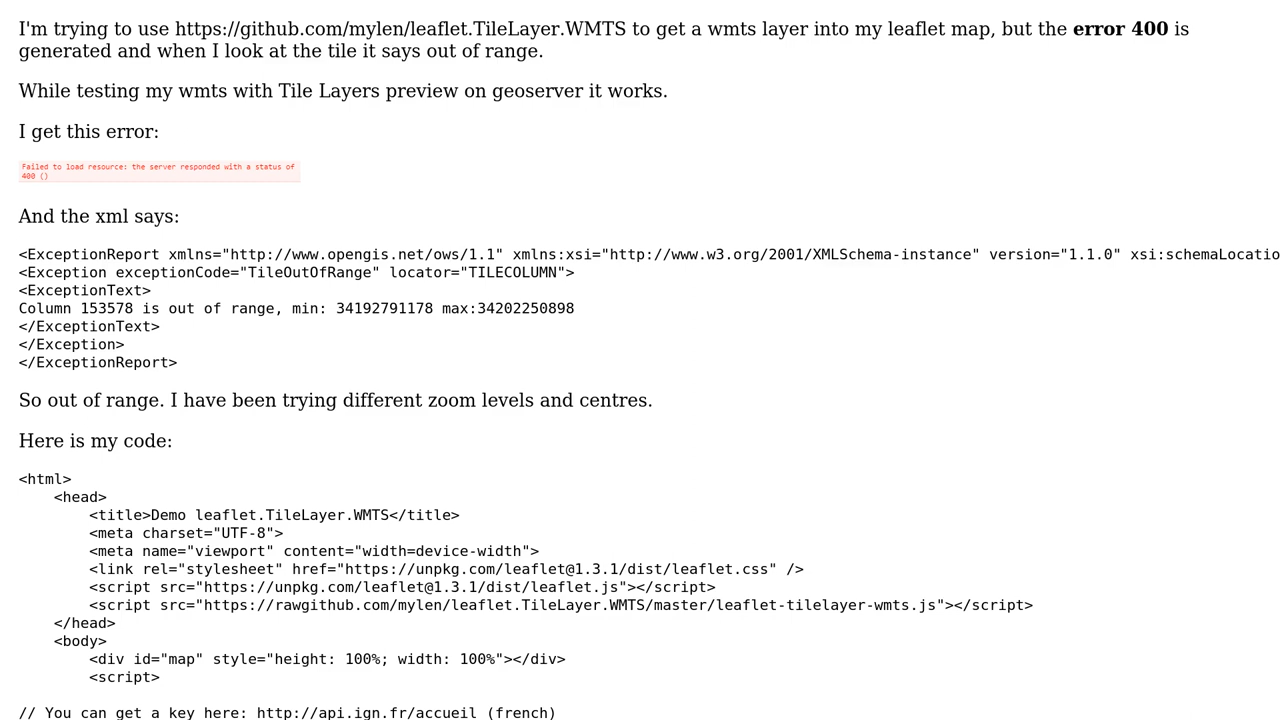 I'm trying to use https://github.com/mylen/leaflet.TileLayer.WMTS to get a wmts layer into my leaflet map, but the error 400 is
generated and when I look at the tile it says out of range.
While testing my wmts with Tile Layers preview on geoserver it works.
I get this error:
Failed to load resource: the server responded with a status of
400 ()
And the xml says:
<ExceptionReport xmlns="http://www.opengis.net/ows/1.1" xmlns:xsi="http://www.w3.org/2001/XMLSchema-instance" version="1.1.0" xsi:schemaLocatio
<Exception exceptionCode="TileOutOfRange" locator="TILECOLUMN">
<ExceptionText>
Column 153578 is out of range, min: 34192791178 max:34202250898
</ExceptionText>
</Exception>
</ExceptionReport>
So out of range. I have been trying different zoom levels and centres.
Here is my code:
<html>
    <head>
        <title>Demo leaflet.TileLayer.WMTS</title>
        <meta charset="UTF-8">
        <meta name="viewport" content="width=device-width">
        <link rel="stylesheet" href="https://unpkg.com/leaflet@1.3.1/dist/leaflet.css" />
        <script src="https://unpkg.com/leaflet@1.3.1/dist/leaflet.js"></script>
        <script src="https://rawgithub.com/mylen/leaflet.TileLayer.WMTS/master/leaflet-tilelayer-wmts.js"></script>
    </head>
    <body>
        <div id="map" style="height: 100%; width: 100%"></div>
        <script>
// You can get a key here: http://api.ign.fr/accueil (french)